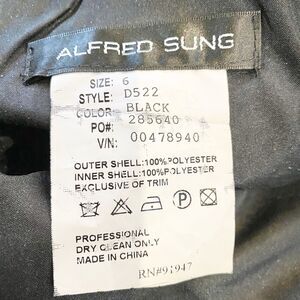 ALFRED SUNG
SIZE: 6
STYLE: D522
COLOR: BLACK
PO#: 285640
V/N: 00478940
OUTER SHELL:100%POLYESTER
INNER SHELL:100%POLYESTER
EXCLUSIVE OF TRIM
PROFESSIONAL
DRY CLEAN ONLY
MADE IN CHINA
RN#91947